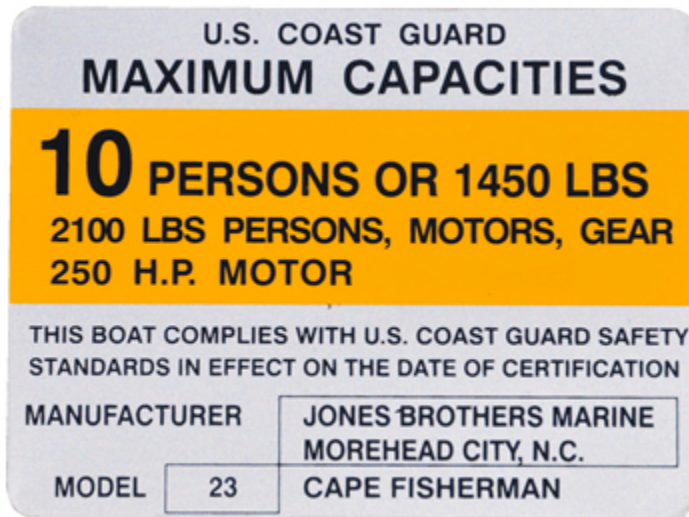 U.S. COAST GUARD
MAXIMUM CAPACITIES
10 PERSONS OR 1450 LBS
2100 LBS PERSONS, MOTORS, GEAR
250 H.P. MOTOR
THIS BOAT COMPLIES WITH U.S. COAST GUARD SAFETY
STANDARDS IN EFFECT ON THE DATE OF CERTIFICATION
MANUFACTURER JONES BROTHERS MARINE
MOREHEAD CITY, N.C.
MODEL 23 CAPE FISHERMAN